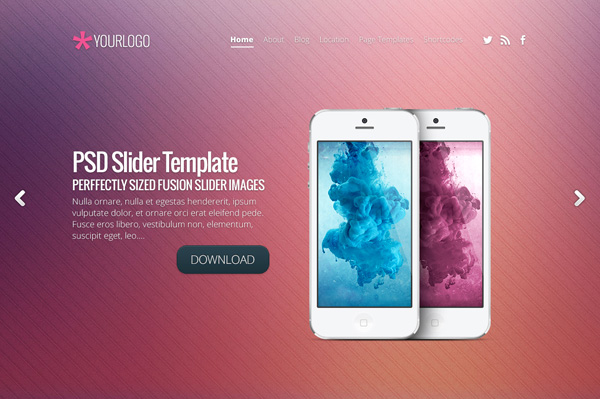 YOURLOGO
Home About Blog Location Page Templates Shortcodes
PSD Slider Template
PERFFECTLY SIZED FUSION SLIDER IMAGES
Nulla ornare, nulla et egestas hendererit, ipsum
vulputate dolor, et ornare orci erat eleifend pede.
Fusce eros libero, vestibulum non, elementum,
suscipit eget, leo....
DOWNLOAD